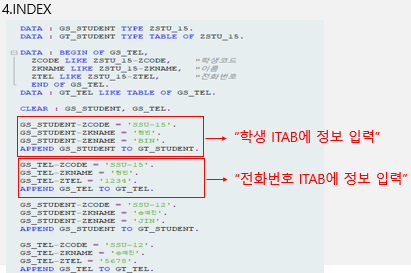 4.INDEX
DATA : GS_STUDENT TYPE ZSTU_15.
DATA : GT_STUDENT TYPE TABLE OF ZSTU_15.
DATA : BEGIN OF GS_TEL,
ZCODE LIKE ZSTU_15-ZCODE, "학생코드
ZKNAME LIKE ZSTU_15-ZKNAME, "이름
ZTEL LIKE ZSTU_15-ZTEL, "전화번호
END OF GS_TEL.
DATA : GT_TEL LIKE TABLE OF GS_TEL.
CLEAR : GS_STUDENT, GS_TEL.
GS_STUDENT-ZCODE = 'SSU-15'.
GS_STUDENT-ZKNAME = '현빈'.
GS_STUDENT-ZENAME = 'BIN'.
APPEND GS_STUDENT TO GT_STUDENT.
“학생 ITAB에 정보 입력”
GS_TEL-ZCODE = 'SSU-15'.
GS_TEL-ZKNAME = '현빈'.
GS_TEL-ZTEL = '1234'.
APPEND GS_TEL TO GT_TEL.
“전화번호 ITAB에 정보 입력”
GS_STUDENT-ZCODE = 'SSU-12'.
GS_STUDENT-ZKNAME =
GS_STUDENT-ZENAME = 'JIN'.
APPEND GS_STUDENT TO GT_STUDENT.
GS_TEL-ZCODE = 'SSU-12'.
GS_TEL-ZKNAME =
GS_TEL-ZTEL = '5678'.
APPEND GS_TEL TO GT_TEL.